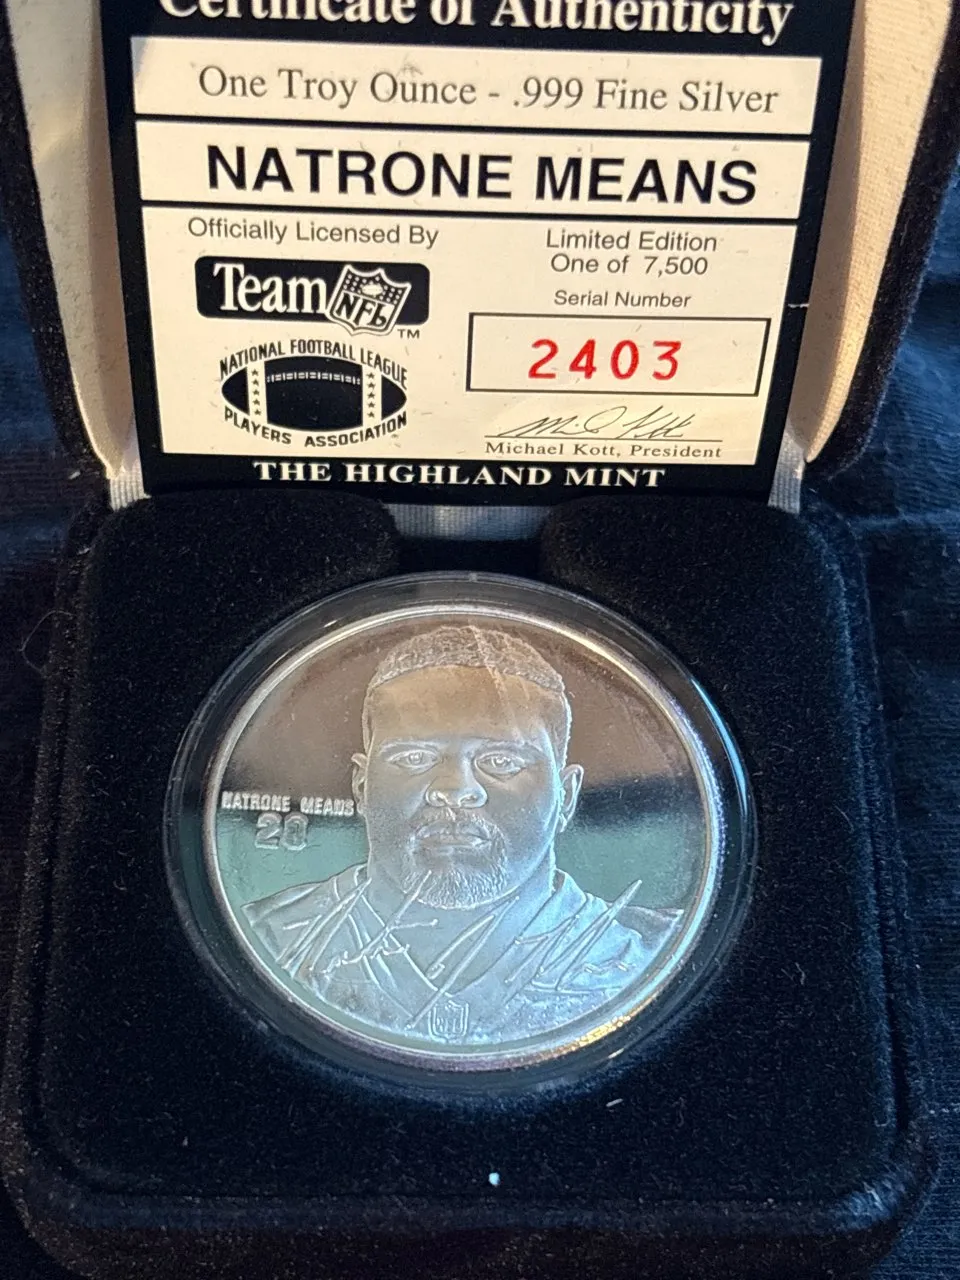 Certificate of Authenticity
One Troy Ounce - .999 Fine Silver
NATRONE MEANS
Officially Licensed By
Team NFL TM
NATIONAL FOOTBALL LEAGUE
PLAYERS ASSOCIATION
Limited Edition
One of 7,500
Serial Number
2403
Michael Kott, President
THE HIGHLAND MINT
NATRONE MEANS
20
NFL